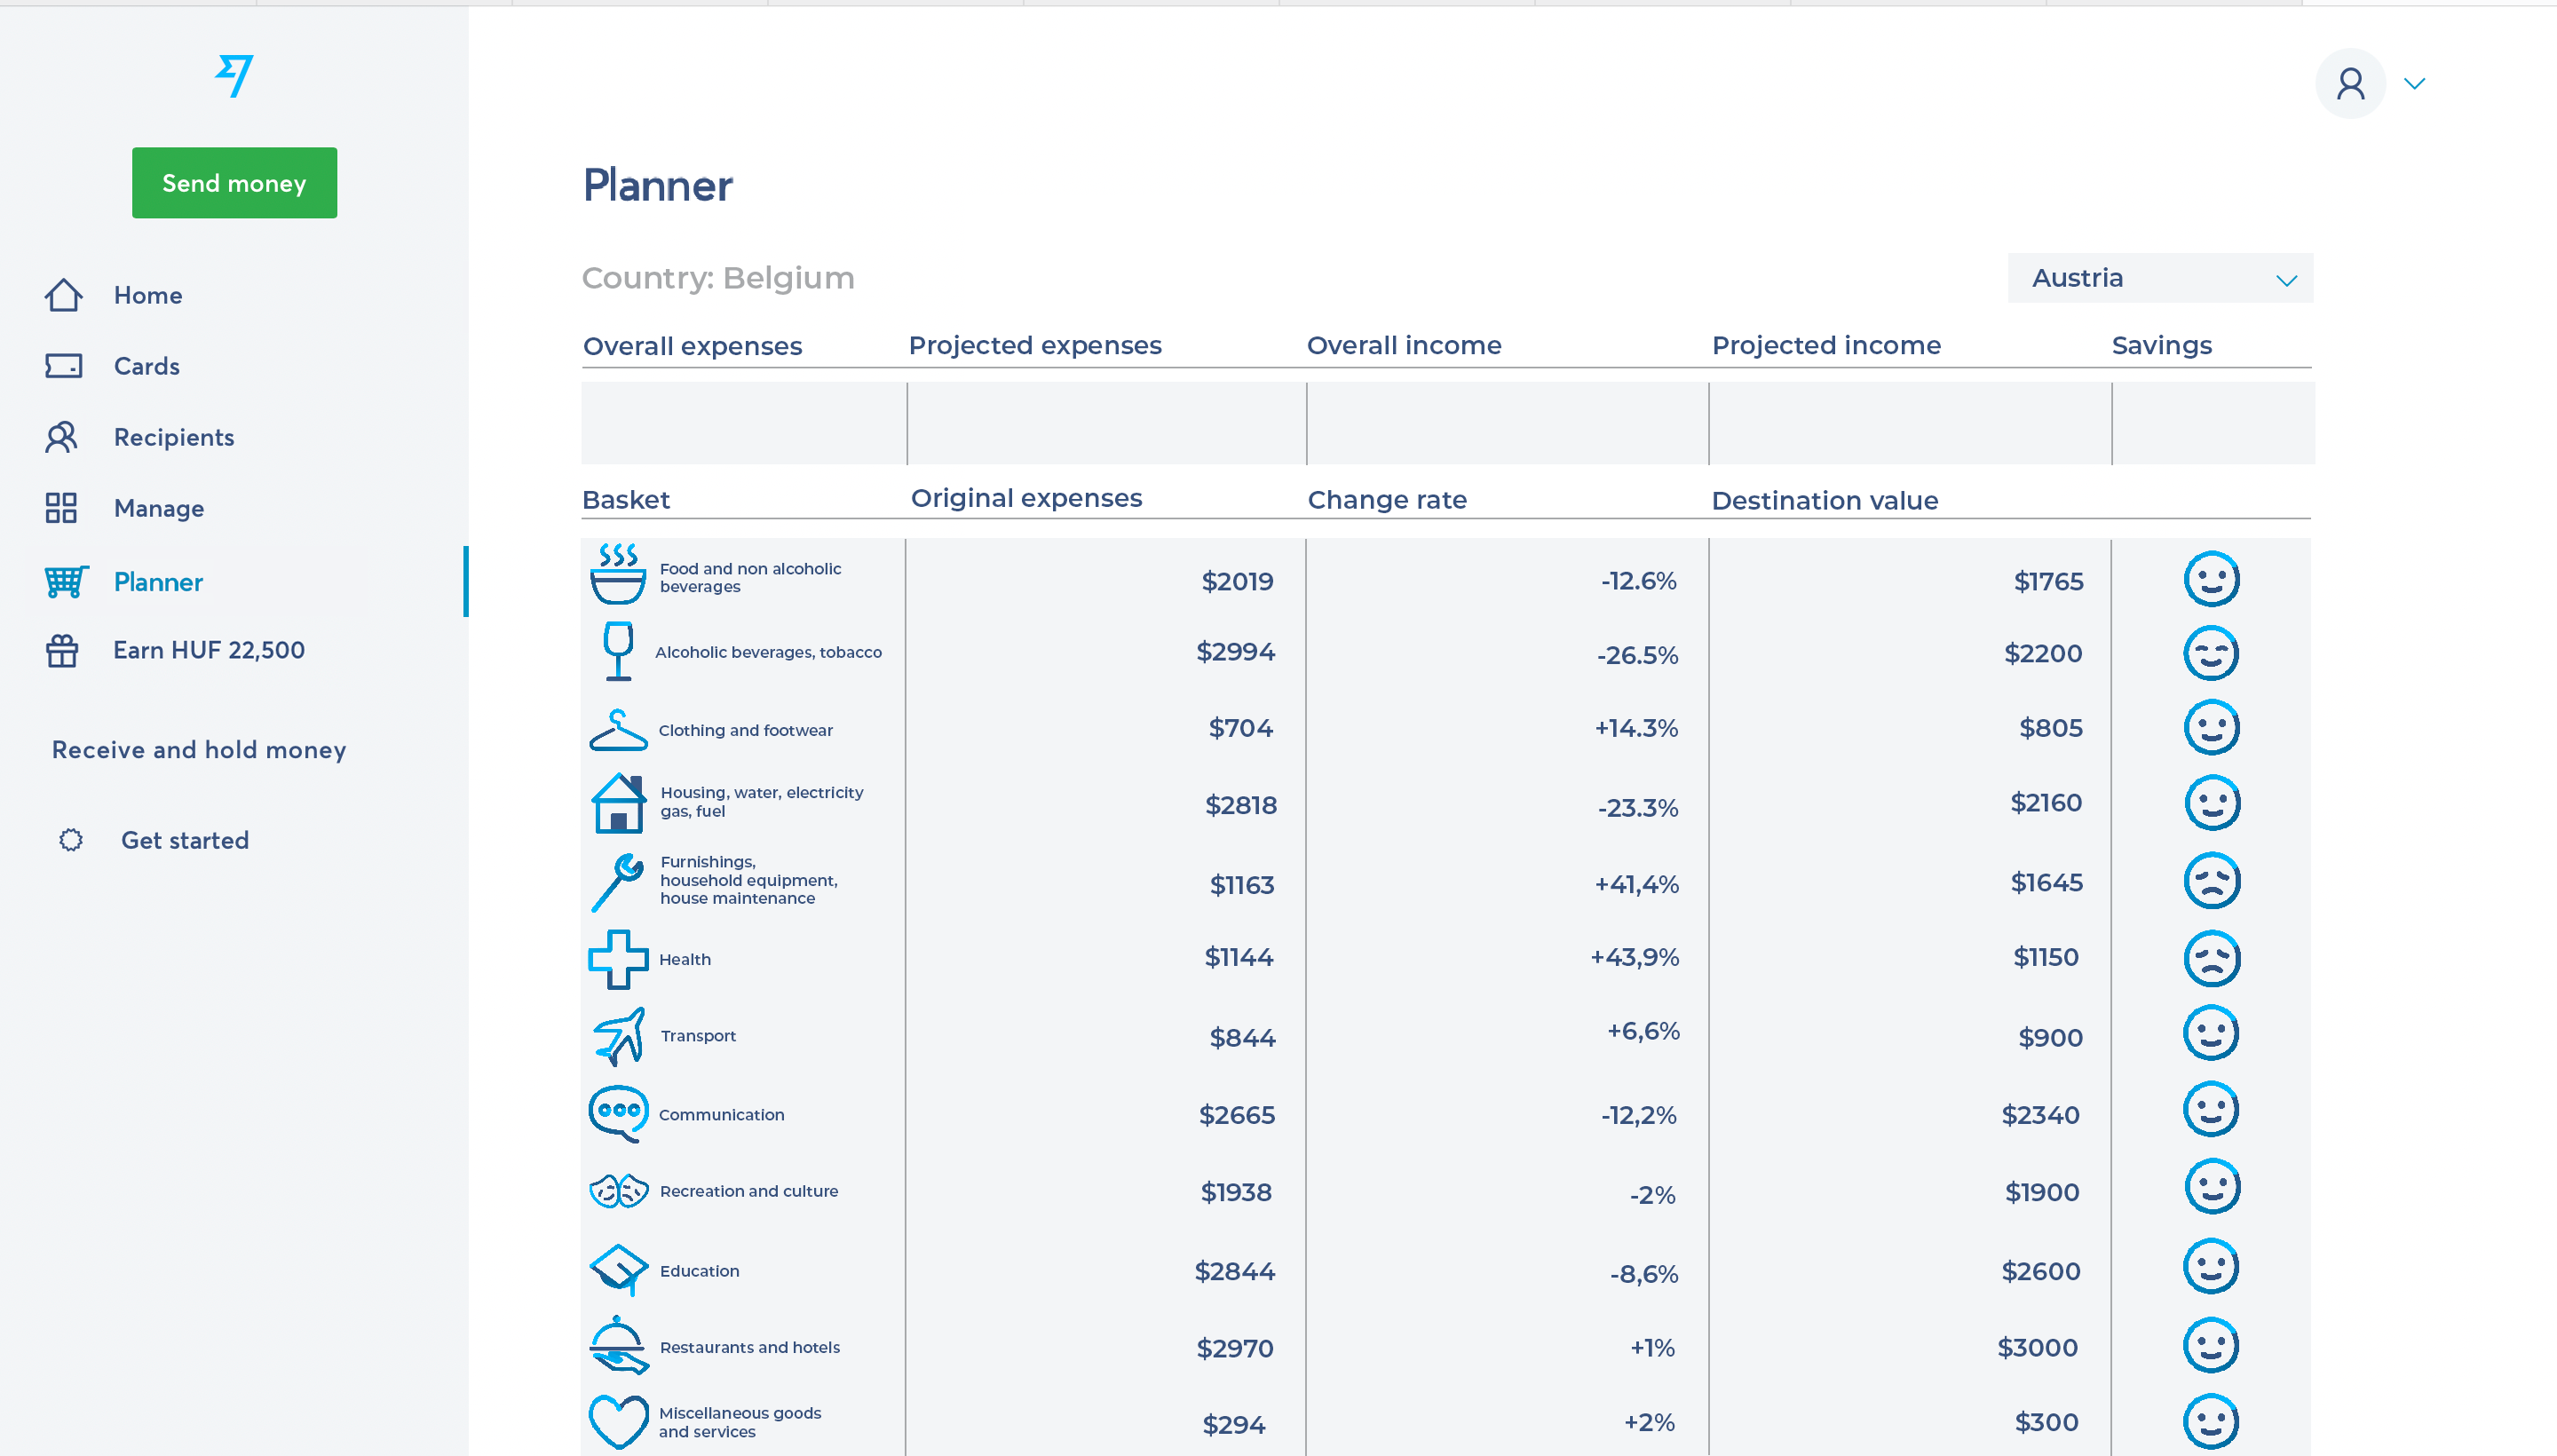 Send money
Home
Cards
Recipients
Manage
Planner
Earn HUF 22,500
Receive and hold money
Get started
Planner
Country: Belgium
Austria
Overall expenses Projected expenses Overall income Projected income Savings
Basket Original expenses Change rate Destination value
Food and non alcoholic
beverages
$2019 -12.6% $1765
Alcoholic beverages, tobacco $2994 -26.5% $2200
Clothing and footwear $704 +14.3% $805
Housing, water, electricity
gas, fuel
$2818 -23.3% $2160
Furnishings,
household equipment,
house maintenance
$1163 +41,4% $1645
Health $1144 +43,9% $1150
Transport $844 +6,6% $900
Communication $2665 -12,2% $2340
Recreation and culture $1938 -2% $1900
Education $2844 -8,6% $2600
Restaurants and hotels $2970 +1% $3000
Miscellaneous goods
and services
$294 +2% $300